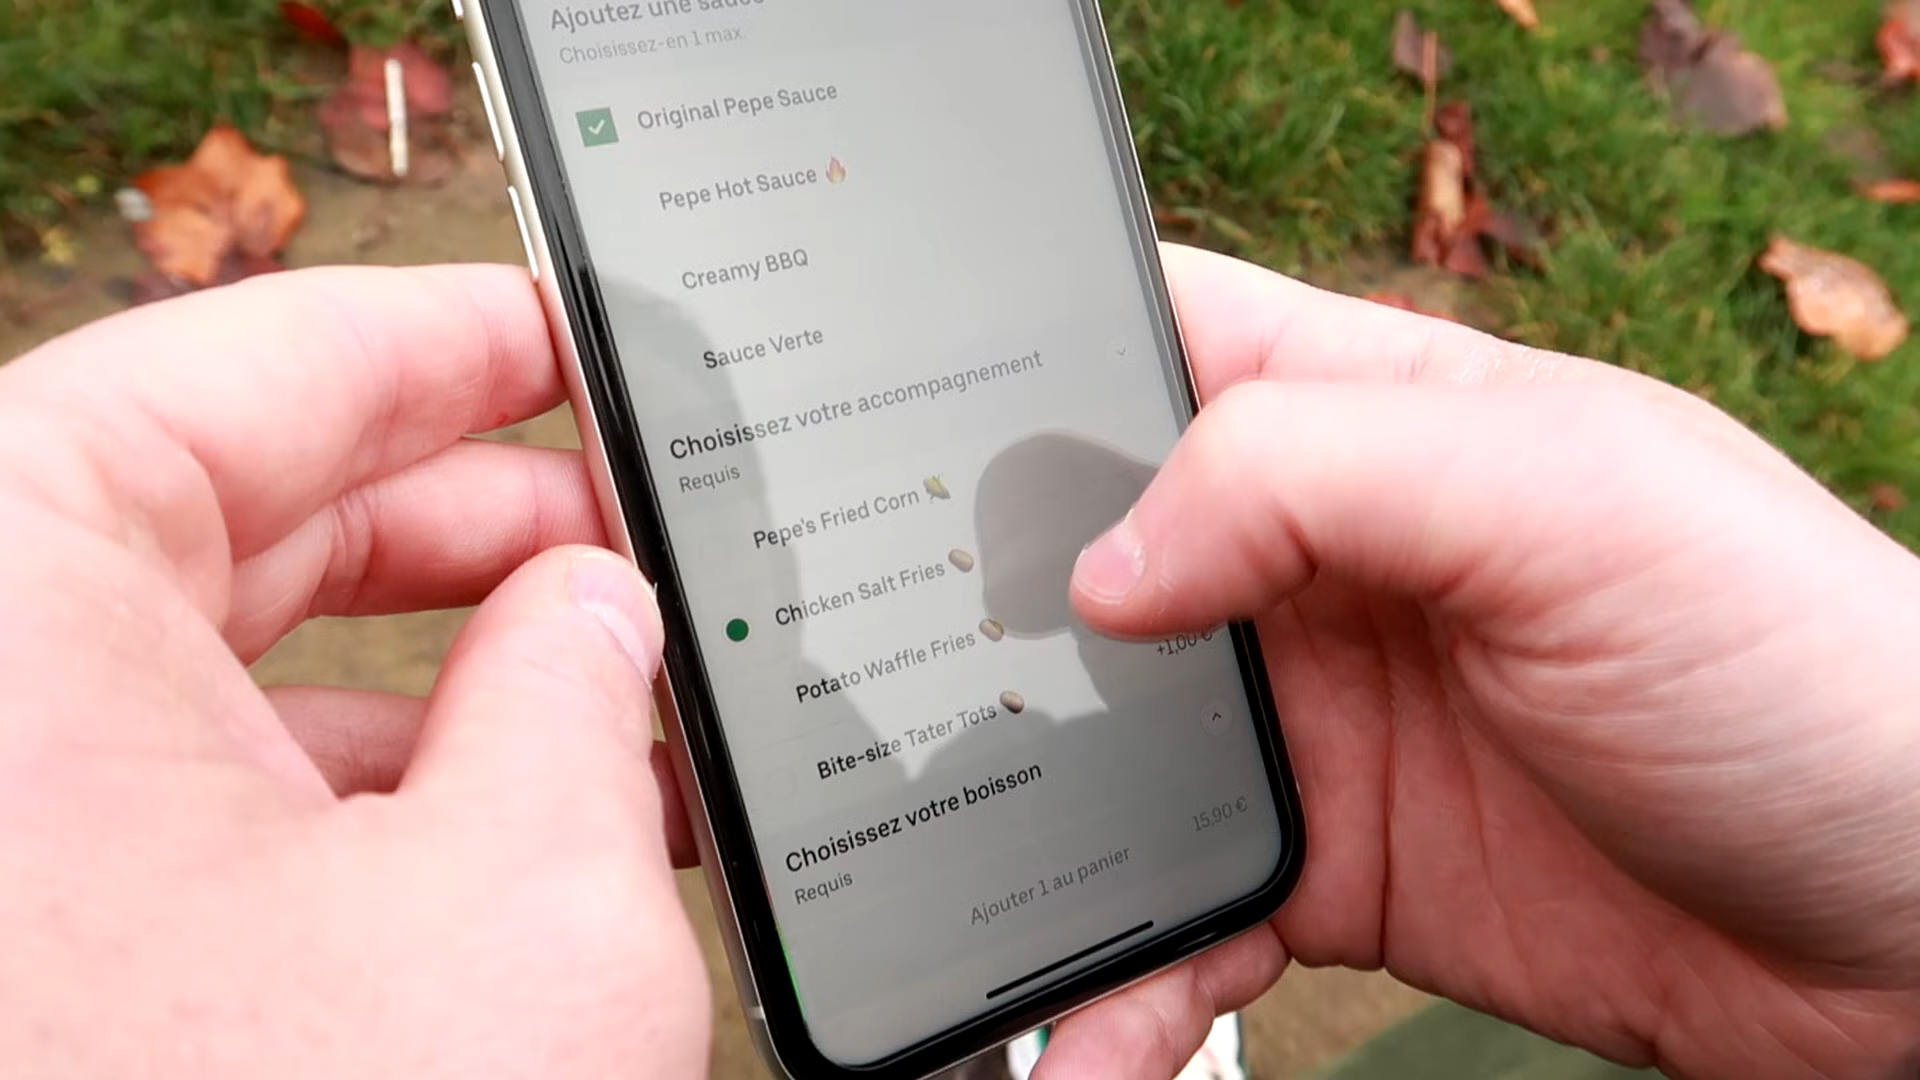 Ajoutez une sauce
Choisissez-en 1 max.
Original Pepe Sauce
Pepe Hot Sauce 🔥
Creamy BBQ
Sauce Verte
Choisissez votre accompagnement
Requis
Pepe's Fried Corn 🌽
Chicken Salt Fries 🥔
Potato Waffle Fries 🥔
+1,00 €
Bite-size Tater Tots 🥔
Choisissez votre boisson
Requis
15,90 €
Ajouter 1 au panier